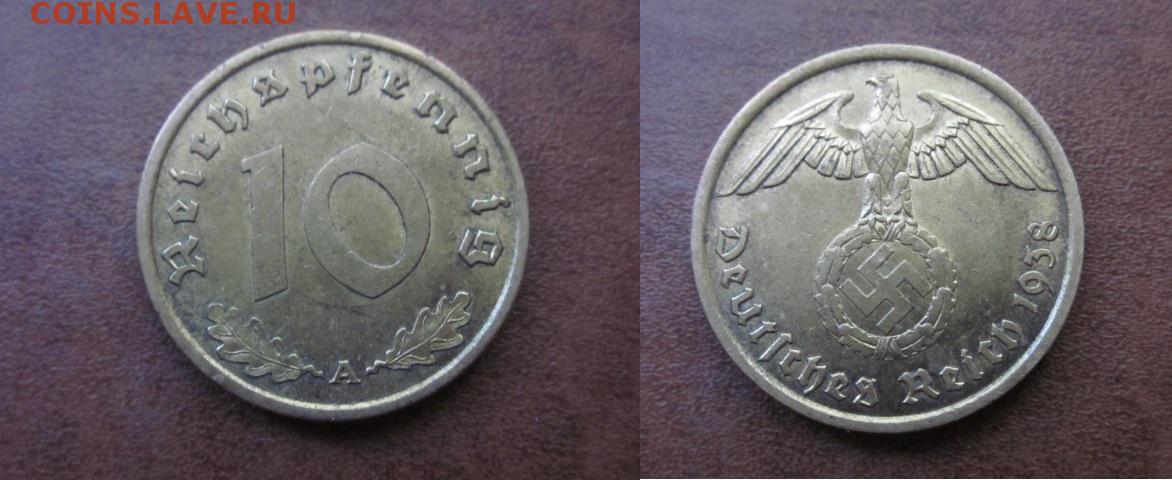 COINS.LAVE.RU
Reichspfennig
10
A
Deutsches Reich 1938